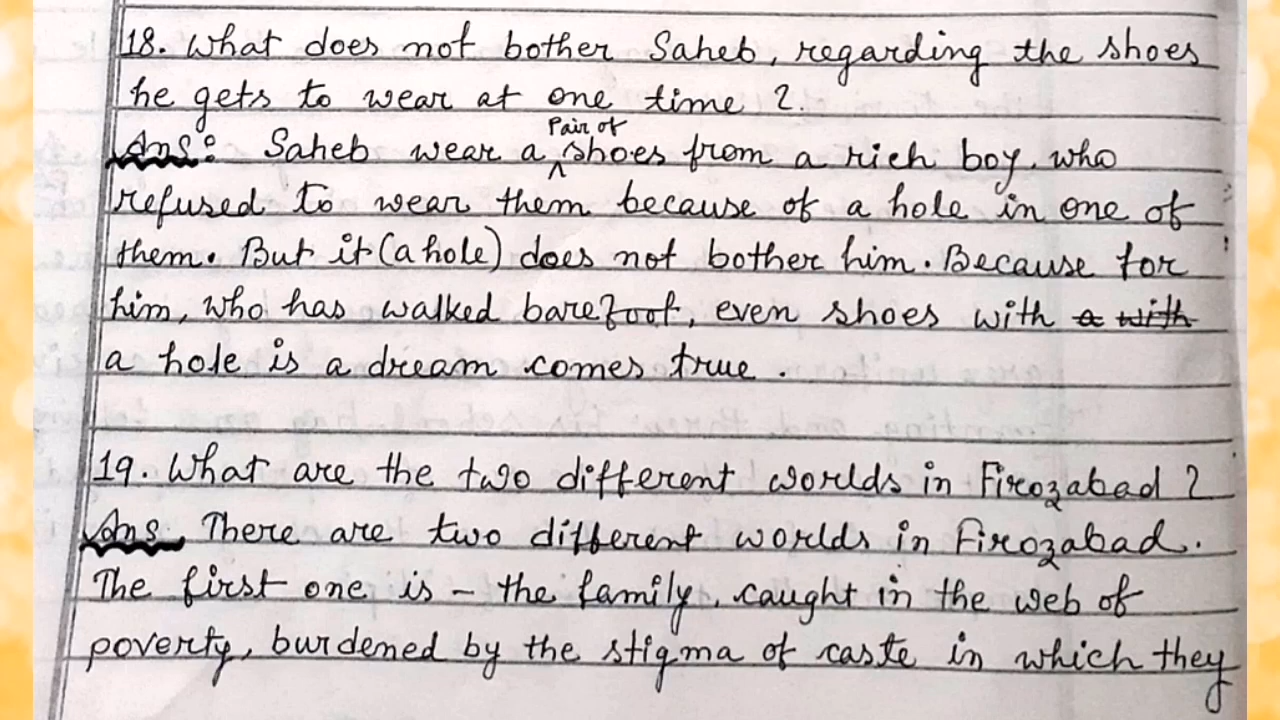 18. What does not bother Saheb, regarding the shoes
he gets to wear at one time ?
Ans: Saheb wear a pair of shoes from a rich boy, who
refused to wear them because of a hole in one of
them. But it (a hole) does not bother him. Because for
him, who has walked barefoot, even shoes with a with
a hole is a dream comes true.
19. What are the two different worlds in Firozabad ?
Ans. There are two different worlds in Firozabad.
The first one is - the family, caught in the web of
poverty, burdened by the stigma of caste in which they